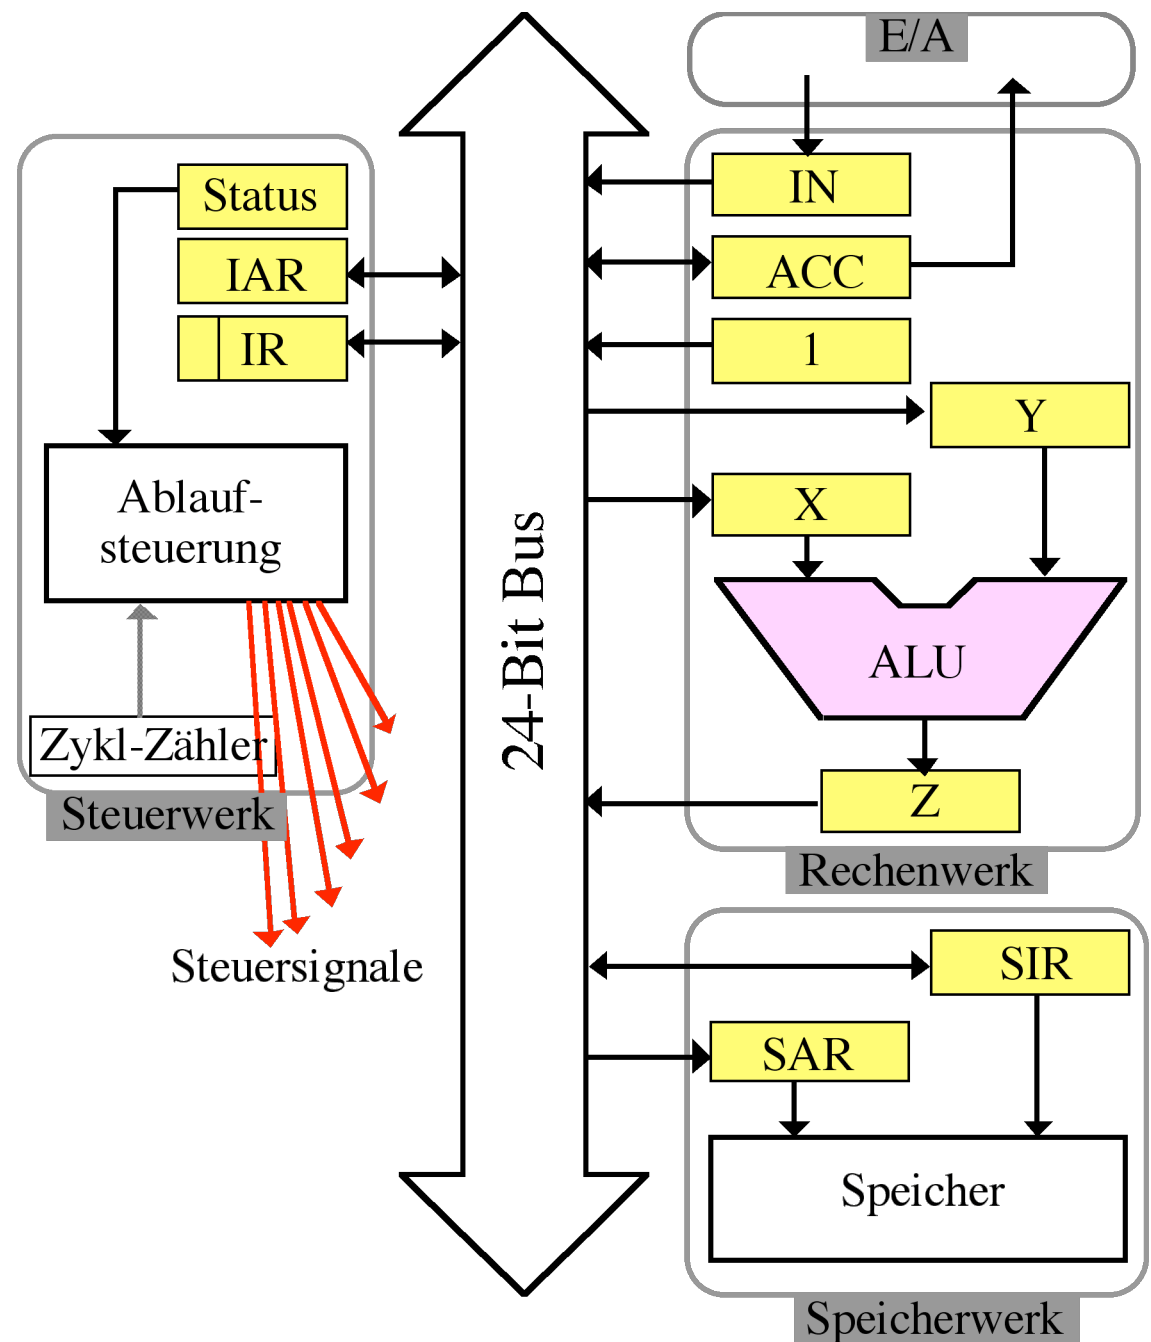 E/A
Status
IAR
IR
Ablauf-
steuerung
Zykl-Zähler
Steuerwerk
Steuersignale
24-Bit Bus
IN
ACC
1
Y
X
ALU
Z
Rechenwerk
SIR
SAR
Speicher
Speicherwerk